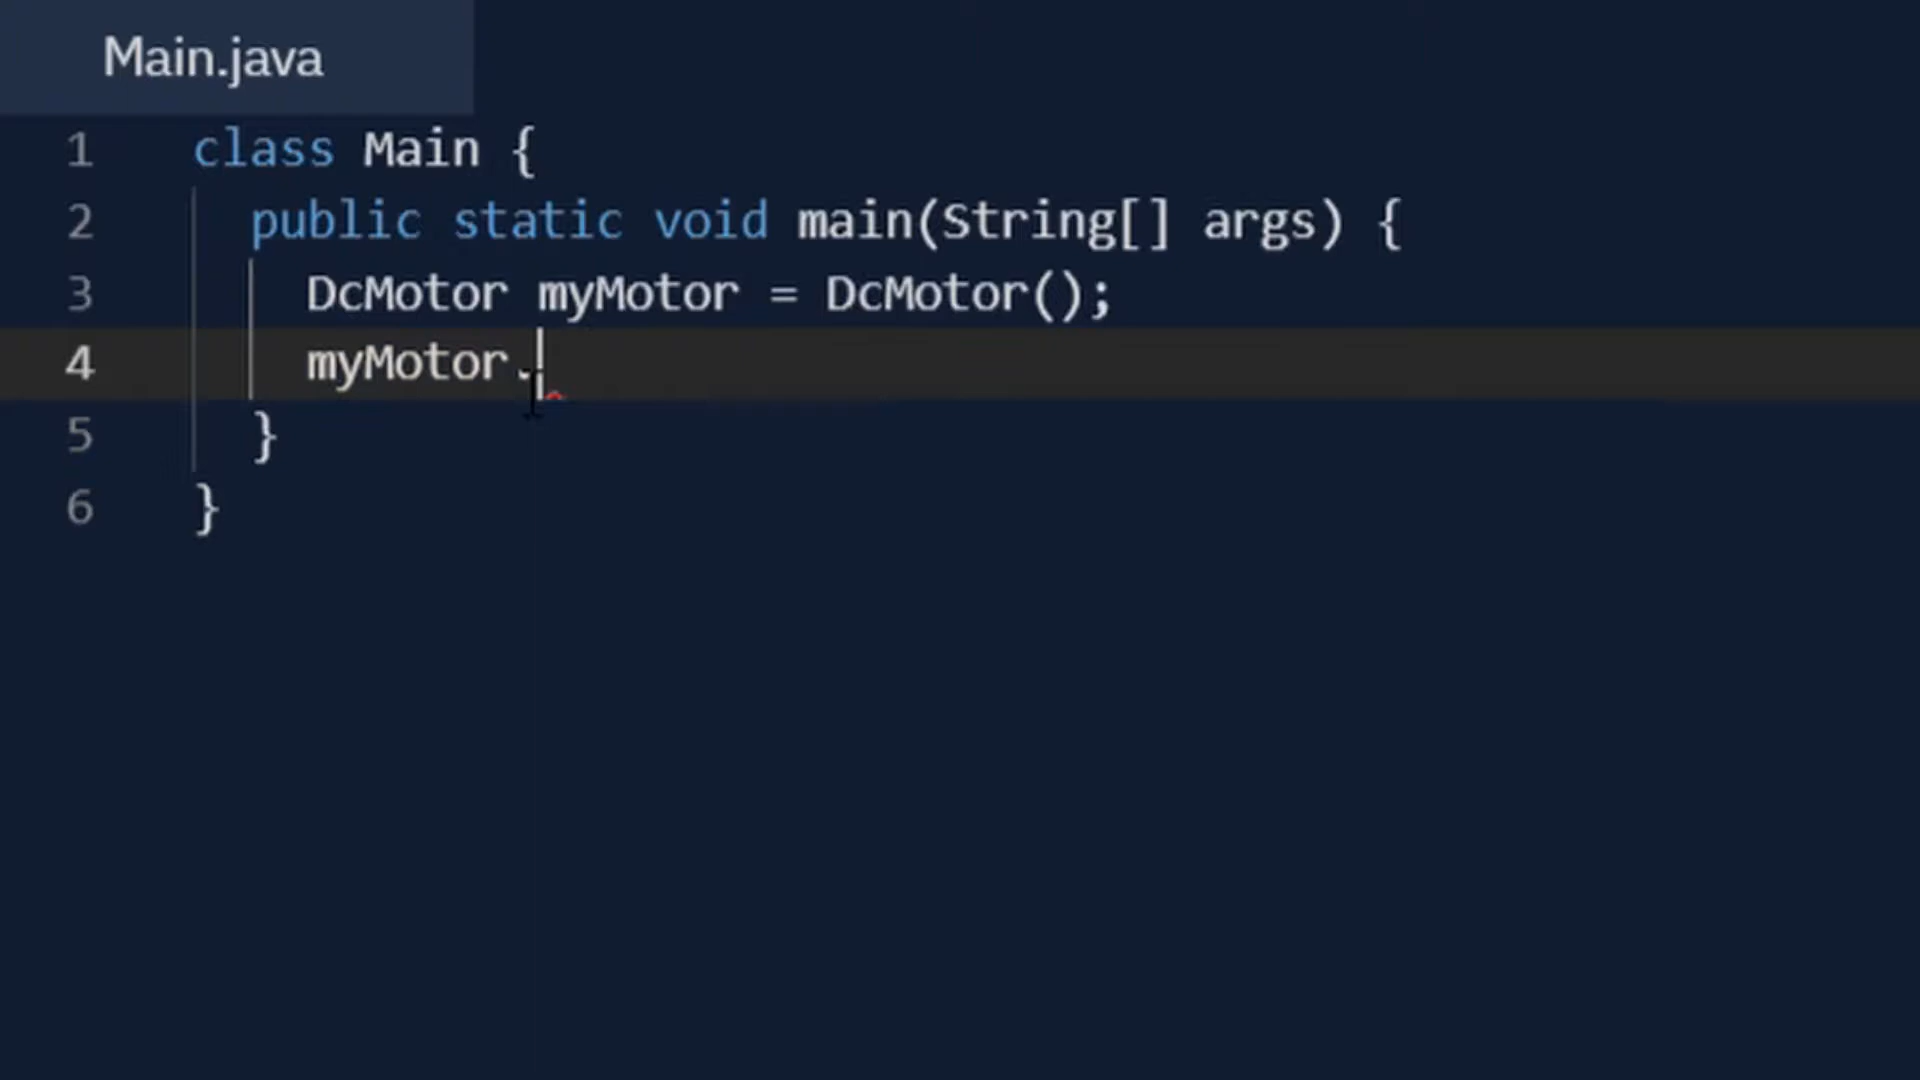 Main.java
1 class Main {
2 public static void main(String[] args) {
3 DcMotor myMotor = DcMotor();
4 myMotor.
5 }
6 }